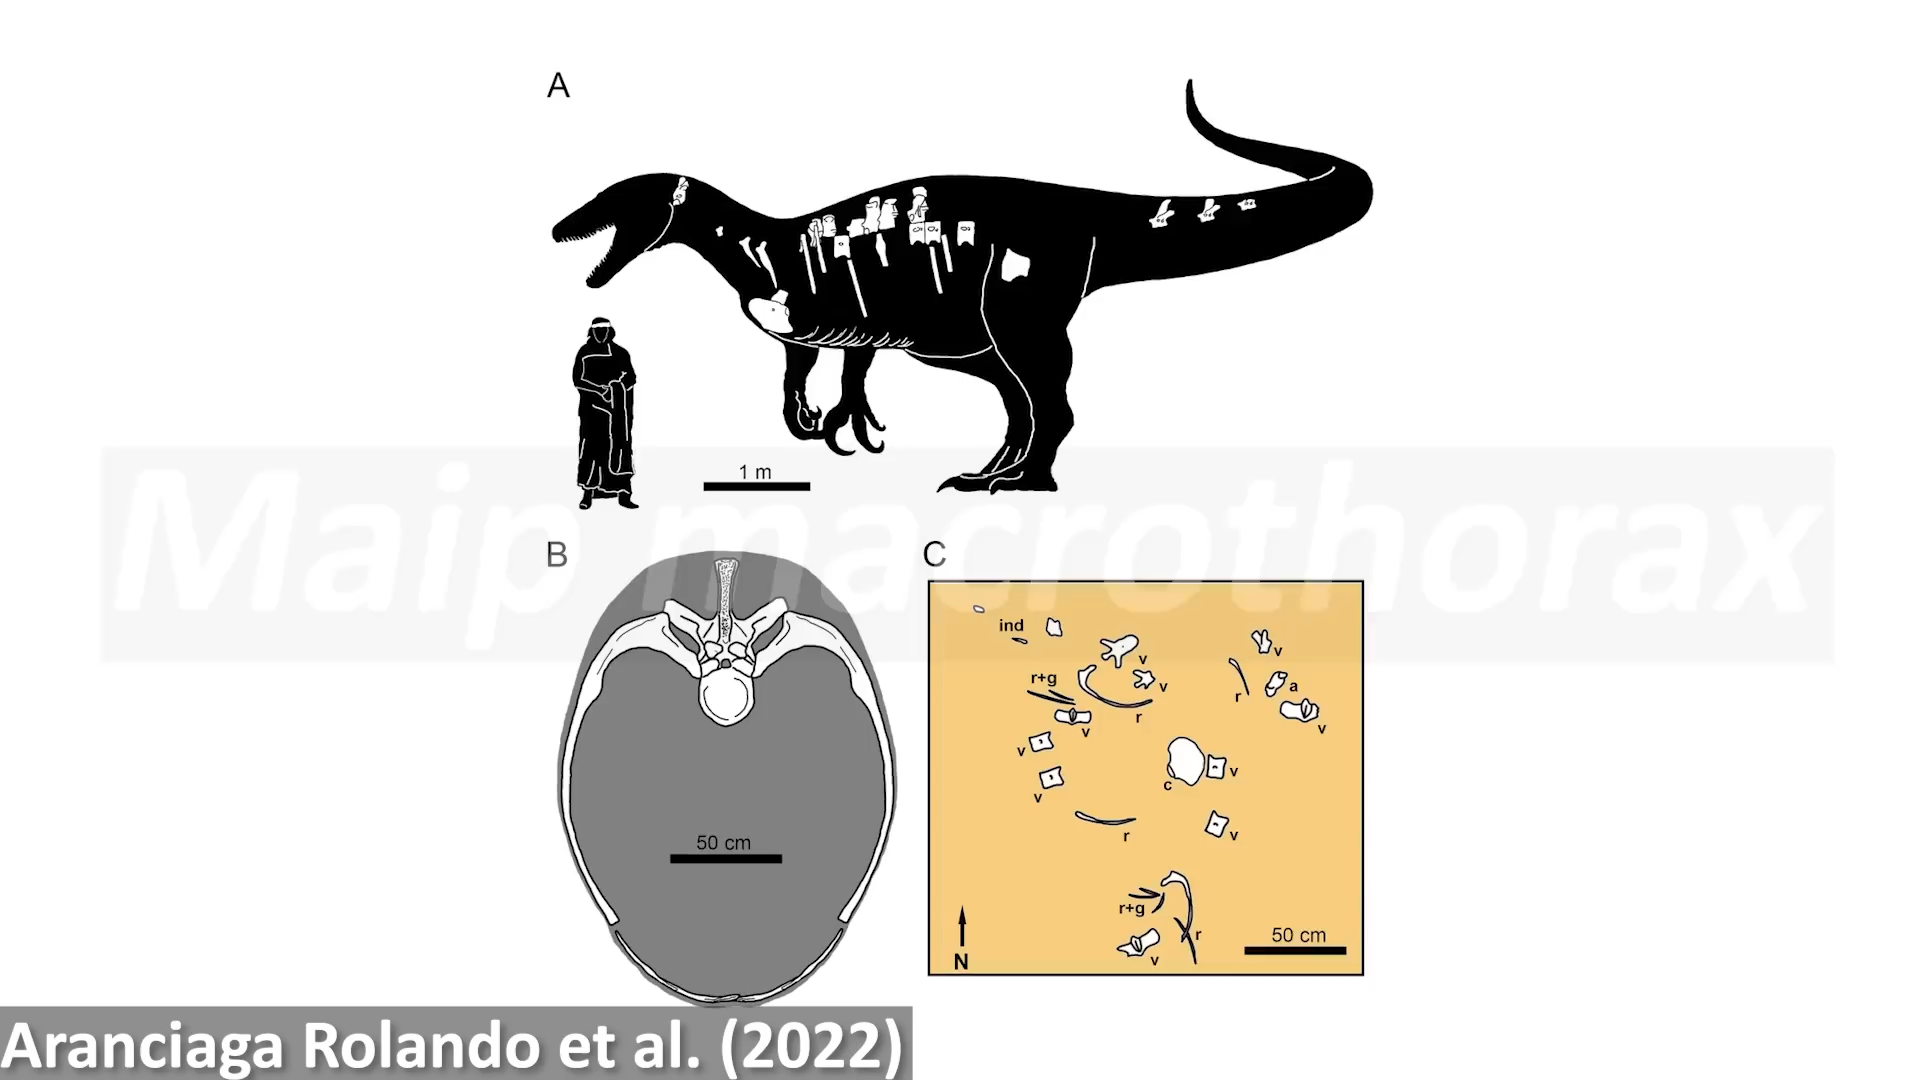 A
1 m
Maip macrothorax
B
50 cm
C
ind
v
v
r+g
v
r
r
a
v
r
v
v
v
c
v
v
r
v
r+g
r
v
N
50 cm
Aranciaga Rolando et al. (2022)